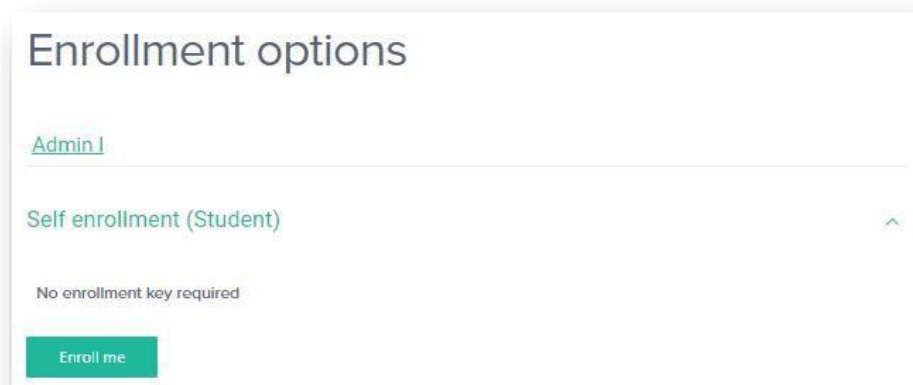 Enrollment options
Admin I
Self enrollment (Student)
No enrollment key required
Enroll me